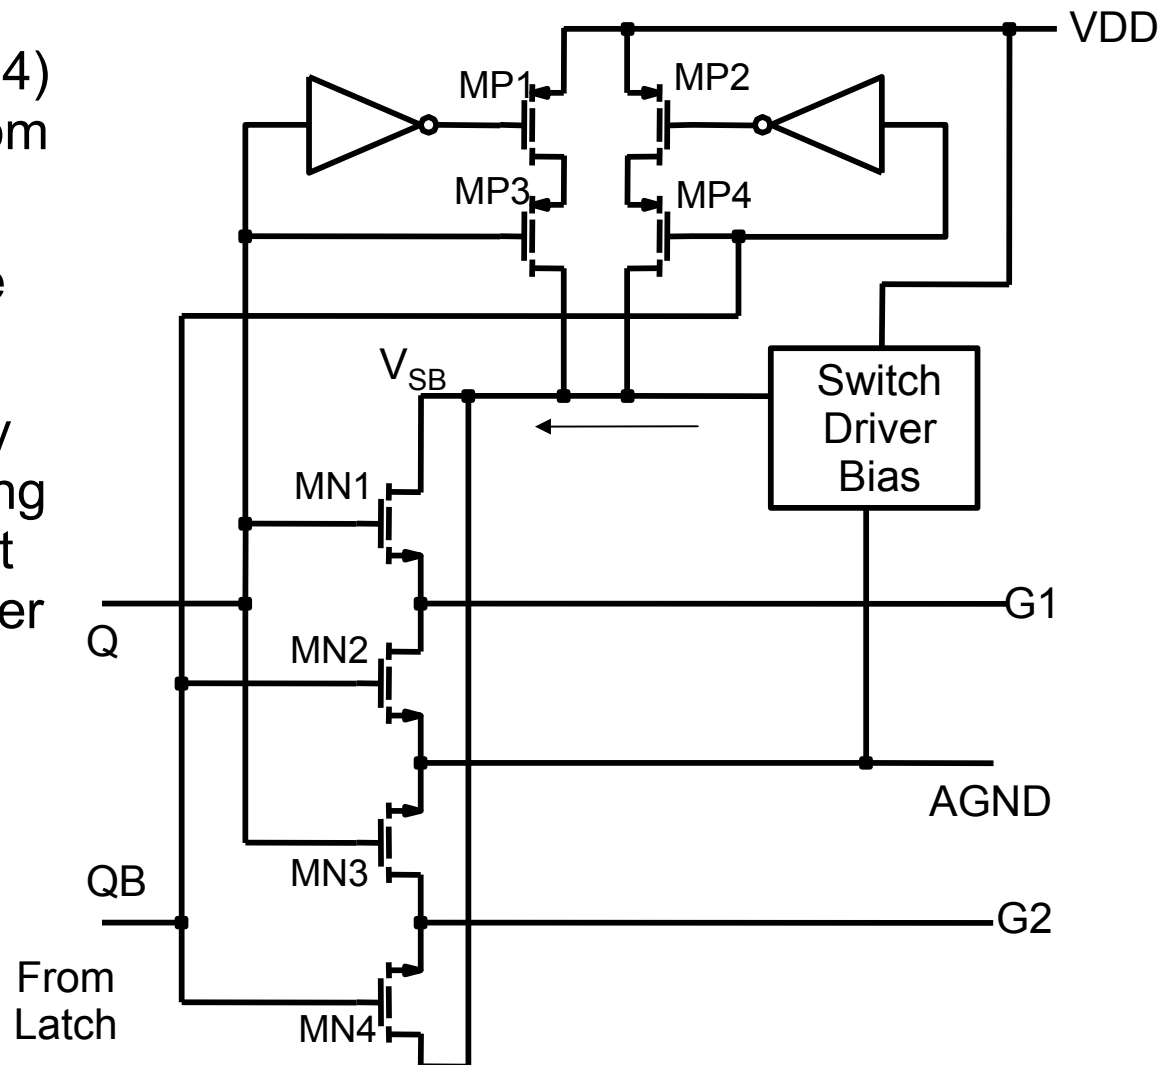 4)
om
e
y
ng
t
er
VDD
MP1
MP2
MP3
MP4
VSB
Switch
Driver
Bias
MN1
G1
Q
MN2
AGND
MN3
QB
G2
From
Latch
MN4